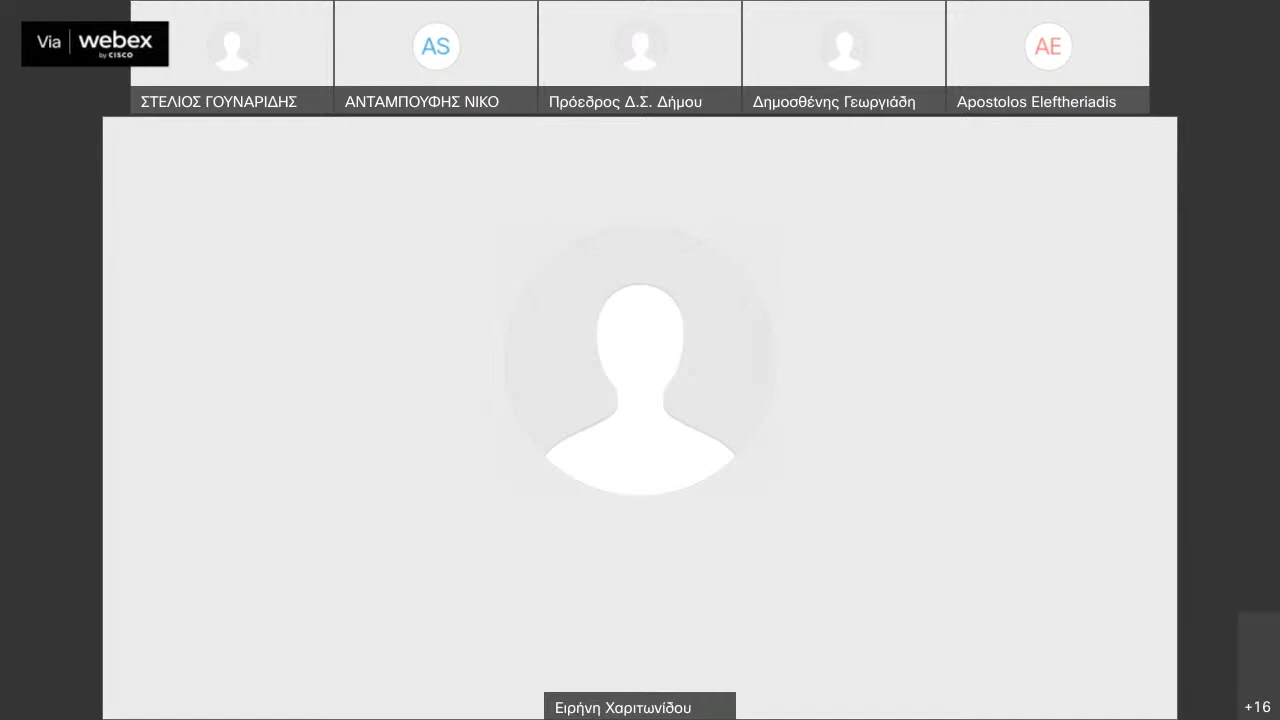 Via webex
by CISCO
AS
AE
ΣΤΕΛΙΟΣ ΓΟΥΝΑΡΙΔΗΣ
ΑΝΤΑΜΠΟΥΦΗΣ ΝΙΚΟ
Πρόεδρος Δ.Σ. Δήμου
Δημοσθένης Γεωργιάδη
Apostolos Eleftheriadis
Ειρήνη Χαριτωνίδου
+16